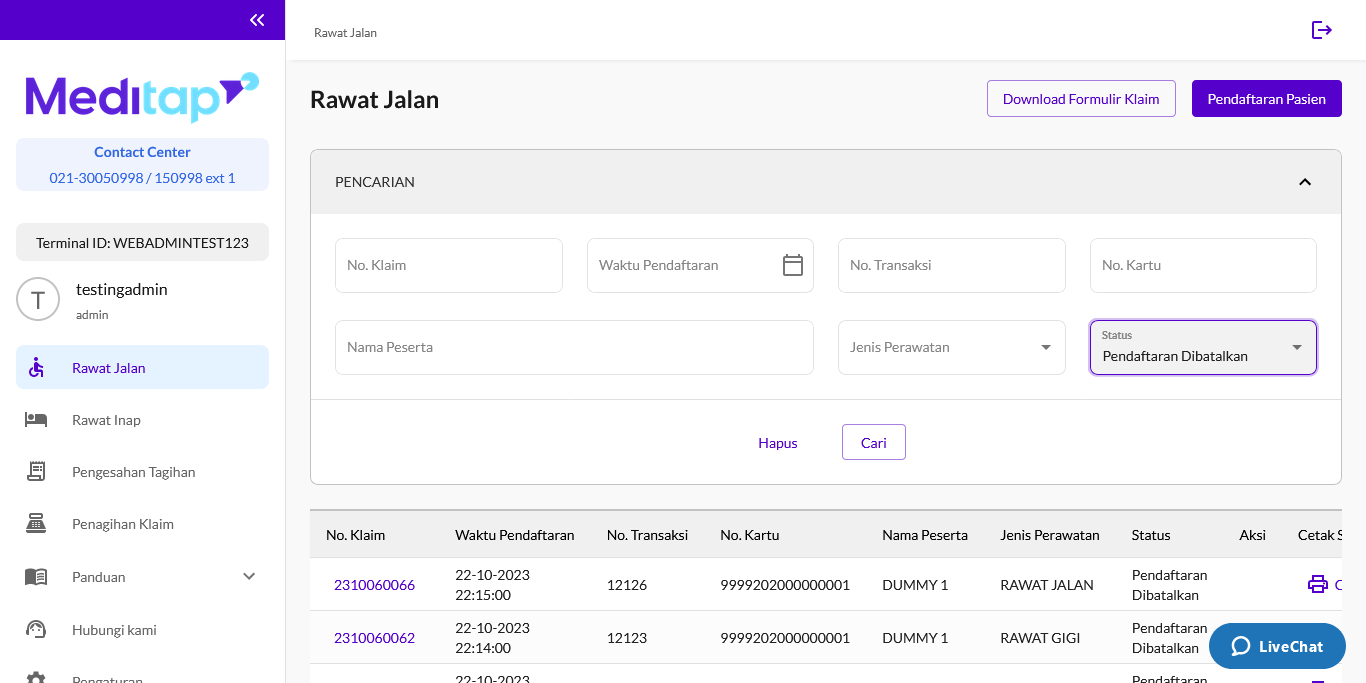 Rawat Jalan
Meditap
Contact Center
021-30050998 / 150998 ext 1
Terminal ID: WEBADMINTEST123
T
testingadmin
admin
Rawat Jalan
Rawat Inap
Pengesahan Tagihan
Penagihan Klaim
Panduan
Hubungi kami
Pengaturan
Rawat Jalan
Download Formulir Klaim
Pendaftaran Pasien
PENCARIAN
No. Klaim
Waktu Pendaftaran
No. Transaksi
No. Kartu
Nama Peserta
Jenis Perawatan
Status
Pendaftaran Dibatalkan
Hapus
Cari
No. Klaim Waktu Pendaftaran No. Transaksi No. Kartu Nama Peserta Jenis Perawatan Status Aksi Cetak S
2310060066 22-10-2023 22:15:00 12126 9999202000000001 DUMMY 1 RAWAT JALAN Pendaftaran Dibatalkan C
2310060062 22-10-2023 22:14:00 12123 9999202000000001 DUMMY 1 RAWAT GIGI Pendaftaran Dibatalkan
22-10-2023 Pendaftaran
LiveChat